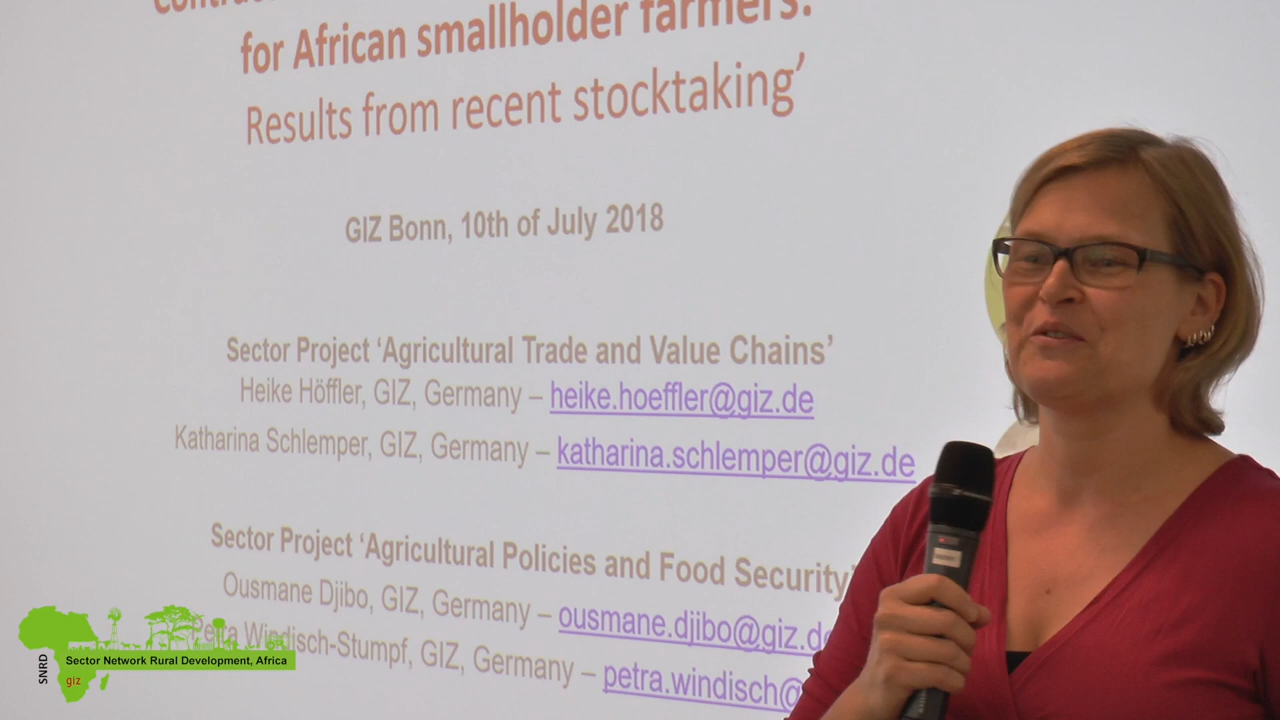 for African smallholder farmers:
Results from recent stocktaking’
GIZ Bonn, 10th of July 2018
Sector Project ‘Agricultural Trade and Value Chains’
Heike Höffler, GIZ, Germany – heike.hoeffler@giz.de
Katharina Schlemper, GIZ, Germany – katharina.schlemper@giz.de
Sector Project ‘Agricultural Policies and Food Security’
Ousmane Djibo, GIZ, Germany – ousmane.djibo@giz.de
Petra Windisch-Stumpf, GIZ, Germany – petra.windisch@
SNRD
Sector Network Rural Development, Africa
giz